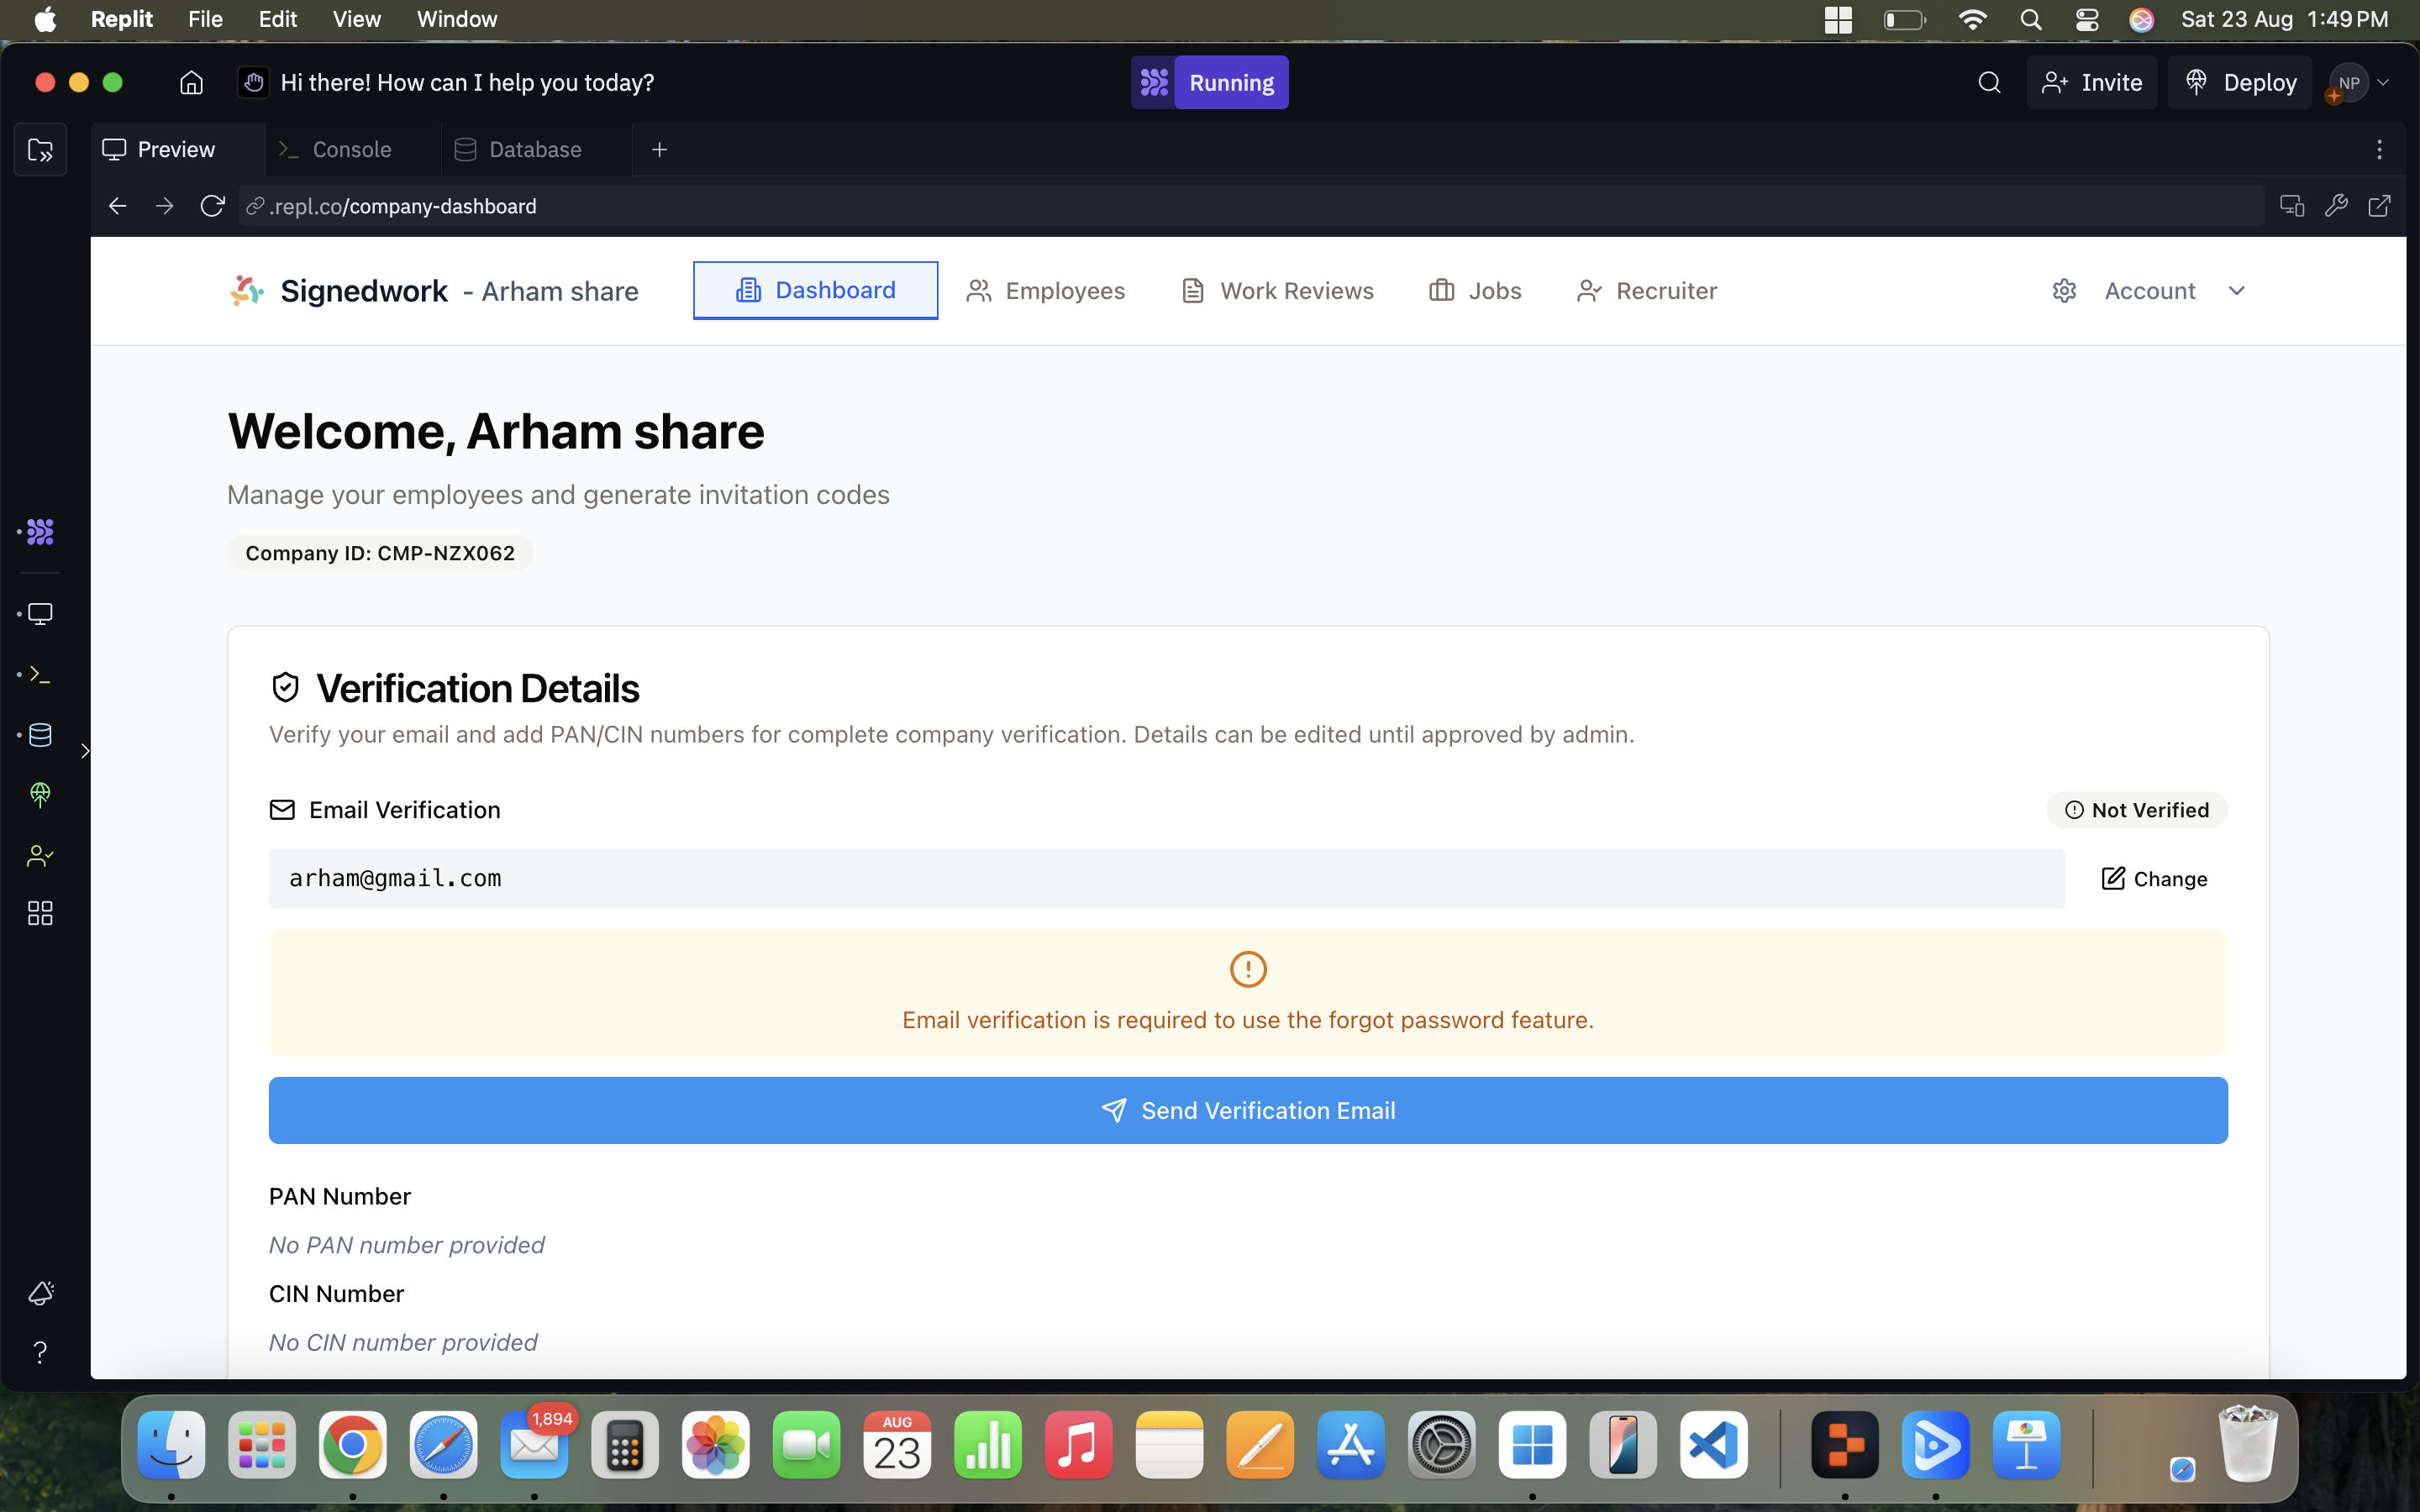 Replit File Edit View Window Sat 23 Aug 1:49 PM
Hi there! How can I help you today? Running Invite Deploy NP
Preview Console Database
.repl.co/company-dashboard
Signedwork - Arham share Dashboard Employees Work Reviews Jobs Recruiter Account
Welcome, Arham share
Manage your employees and generate invitation codes
Company ID: CMP-NZX062
Verification Details
Verify your email and add PAN/CIN numbers for complete company verification. Details can be edited until approved by admin.
Email Verification Not Verified
arham@gmail.com Change
Email verification is required to use the forgot password feature.
Send Verification Email
PAN Number
No PAN number provided
CIN Number
No CIN number provided
1,894
AUG
23